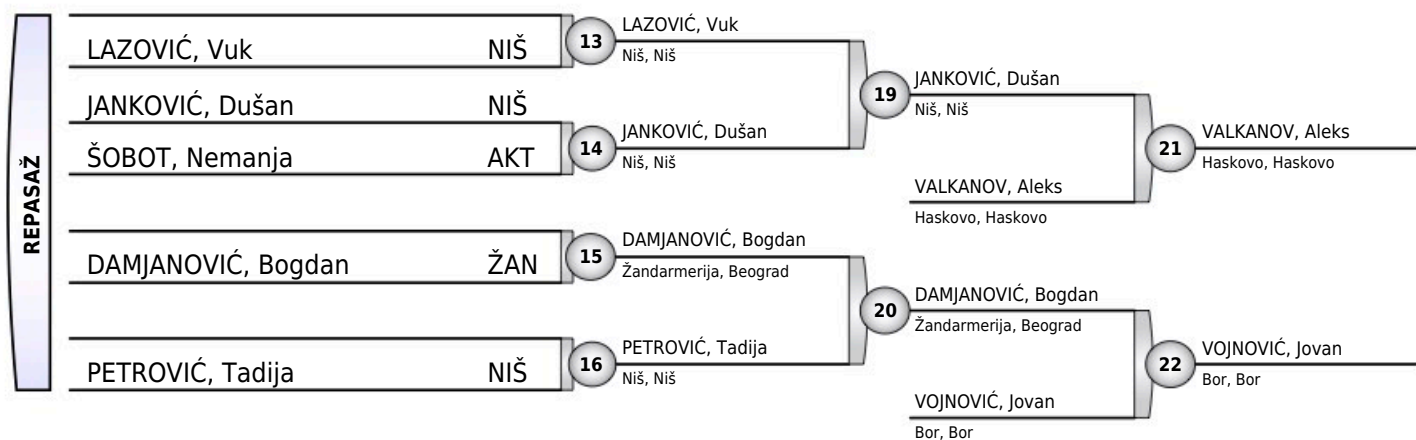 REPASAŽ
LAZOVIĆ, Vuk NIŠ
JANKOVIĆ, Dušan NIŠ
ŠOBOT, Nemanja AKT
DAMJANOVIĆ, Bogdan ŽAN
PETROVIĆ, Tadija NIŠ
13
LAZOVIĆ, Vuk
Niš, Niš
14
JANKOVIĆ, Dušan
Niš, Niš
15
DAMJANOVIĆ, Bogdan
Žandarmerija, Beograd
16
PETROVIĆ, Tadija
Niš, Niš
19
JANKOVIĆ, Dušan
Niš, Niš
VALKANOV, Aleks
Haskovo, Haskovo
20
DAMJANOVIĆ, Bogdan
Žandarmerija, Beograd
VOJNOVIĆ, Jovan
Bor, Bor
21
VALKANOV, Aleks
Haskovo, Haskovo
22
VOJNOVIĆ, Jovan
Bor, Bor